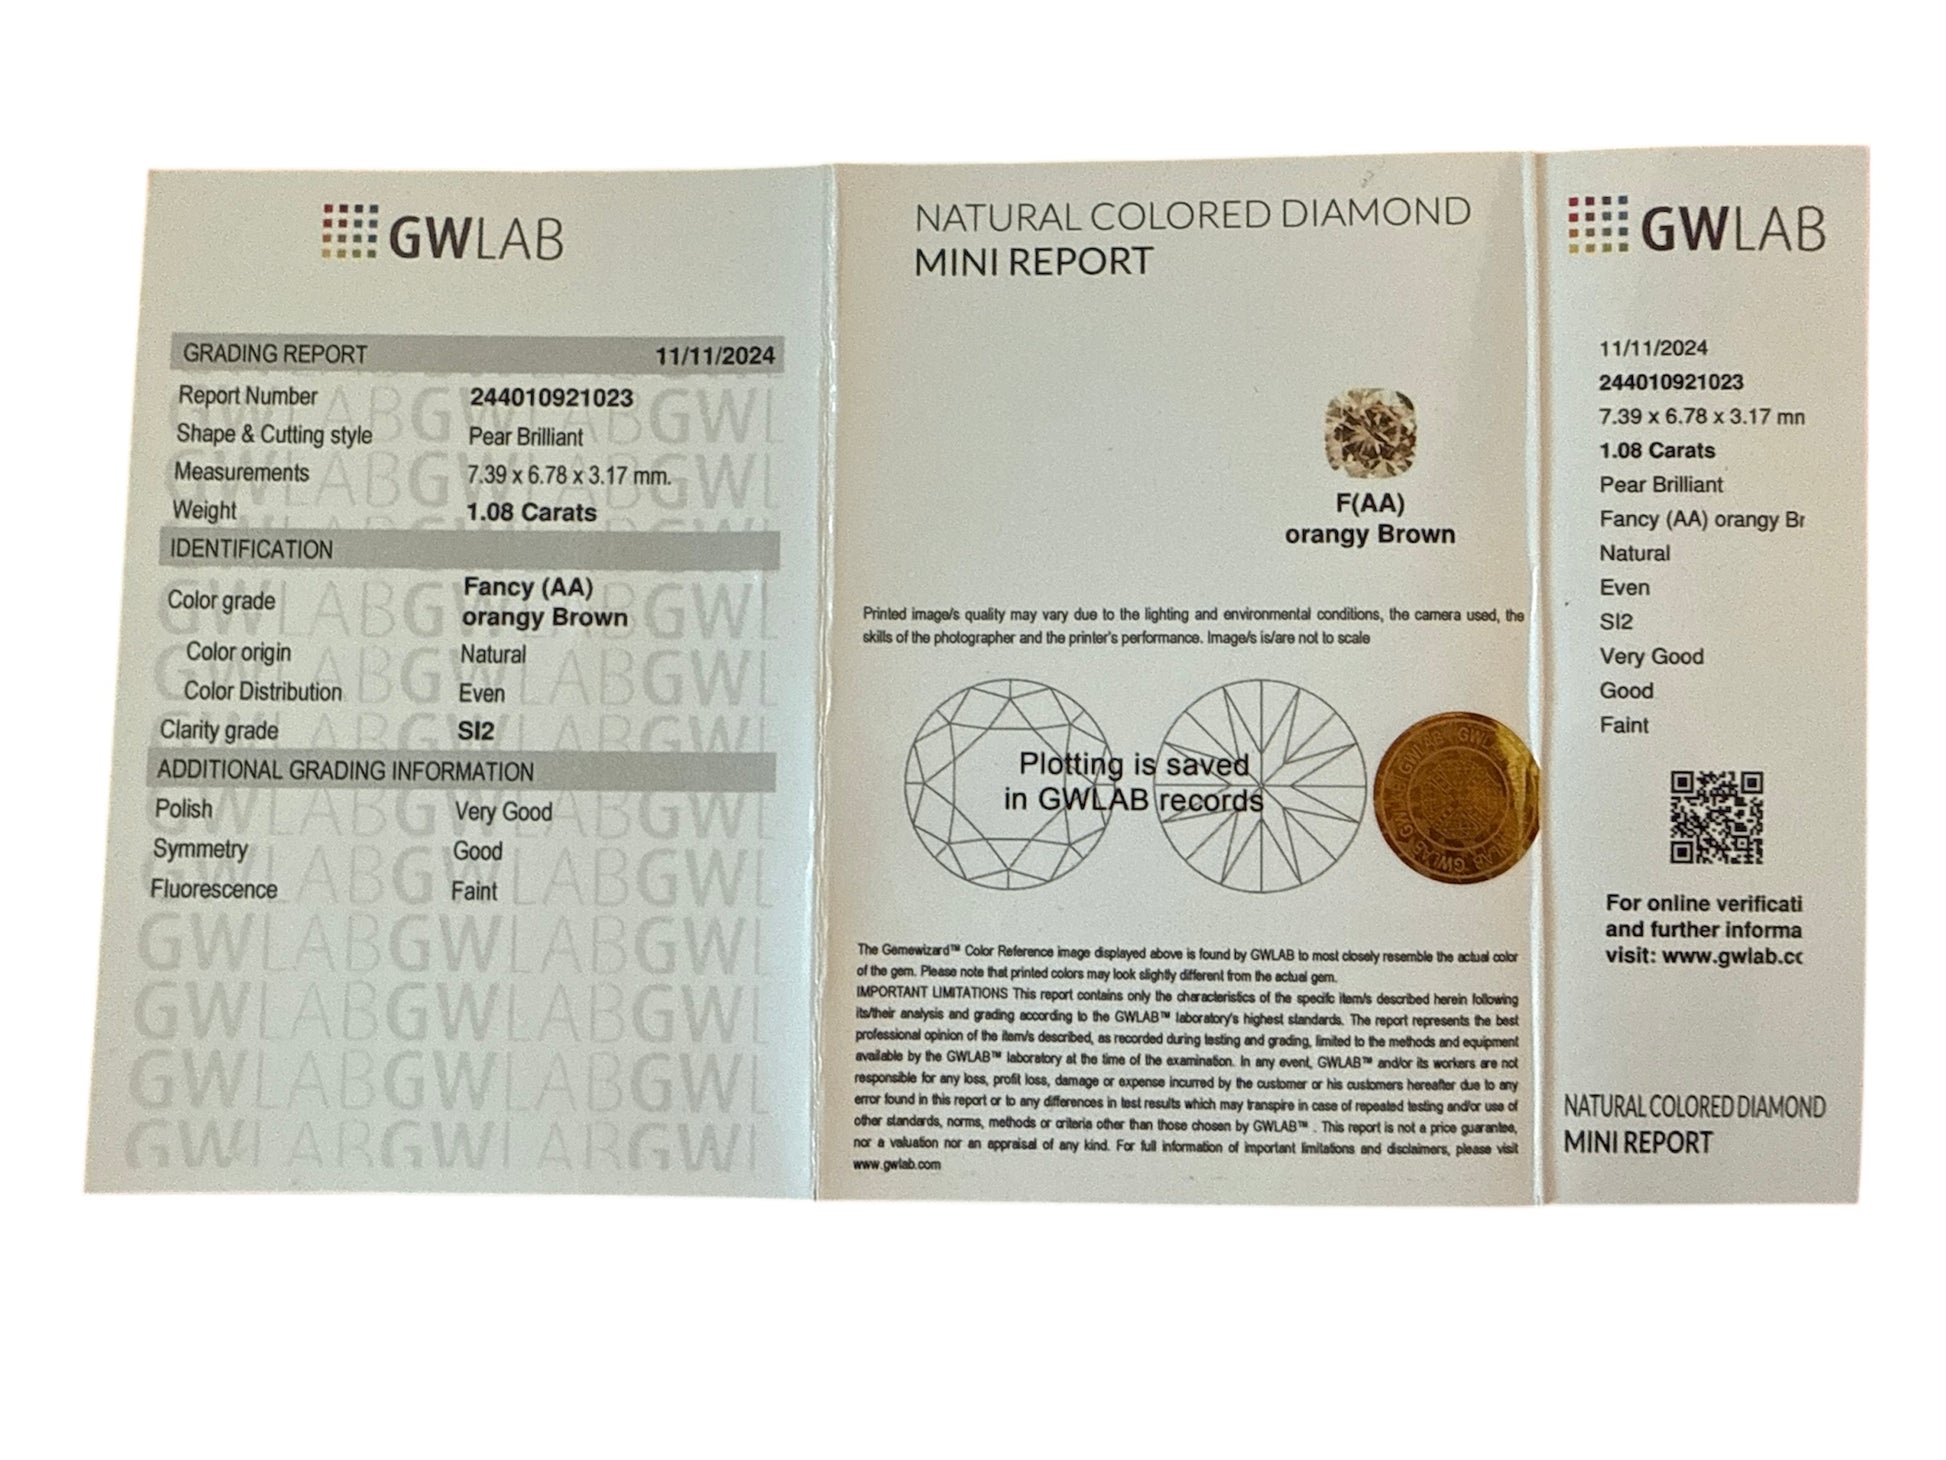 GWLAB
GRADING REPORT 11/11/2024
Report Number 244010921023
Shape & Cutting style Pear Brilliant
Measurements 7.39 x 6.78 x 3.17 mm.
Weight 1.08 Carats
IDENTIFICATION
Color grade Fancy (AA)
orangy Brown
Color origin Natural
Color Distribution Even
Clarity grade SI2
ADDITIONAL GRADING INFORMATION
Polish Very Good
Symmetry Good
Fluorescence Faint
NATURAL COLORED DIAMOND
MINI REPORT
F(AA)
orangy Brown
Printed image/s quality may vary due to the lighting and environmental conditions, the camera used, the
skills of the photographer and the printer's performance. Image/s is/are not to scale
Plotting is saved
in GWLAB records
The Gemewizard™ Color Reference image displayed above is found by GWLAB to most closely resemble the actual color
of the gem. Please note that printed colors may look slightly different from the actual gem.
IMPORTANT LIMITATIONS This report contains only the characteristics of the specific item/s described herein following
its/their analysis and grading according to the GWLAB™ laboratory's highest standards. The report represents the best
professional opinion of the item/s described, as recorded during testing and grading, limited to the methods and equipment
available by the GWLAB™ laboratory at the time of the examination. In any event, GWLAB™ and/or its workers are not
responsible for any loss, profit loss, damage or expense incurred by the customer or his customers hereafter due to any
error found in this report or to any differences in test results which may transpire in case of repeated testing and/or use of
other standards, norms, methods or criteria other than those chosen by GWLAB™ . This report is not a price guarantee,
nor a valuation nor an appraisal of any kind. For full information of important limitations and disclaimers, please visit
www.gwlab.com
GWLAB
11/11/2024
244010921023
7.39 x 6.78 x 3.17 mn
1.08 Carats
Pear Brilliant
Fancy (AA) orangy Br
Natural
Even
SI2
Very Good
Good
Faint
For online verificati
and further informa
visit: www.gwlab.cc
NATURAL COLORED DIAMOND
MINI REPORT